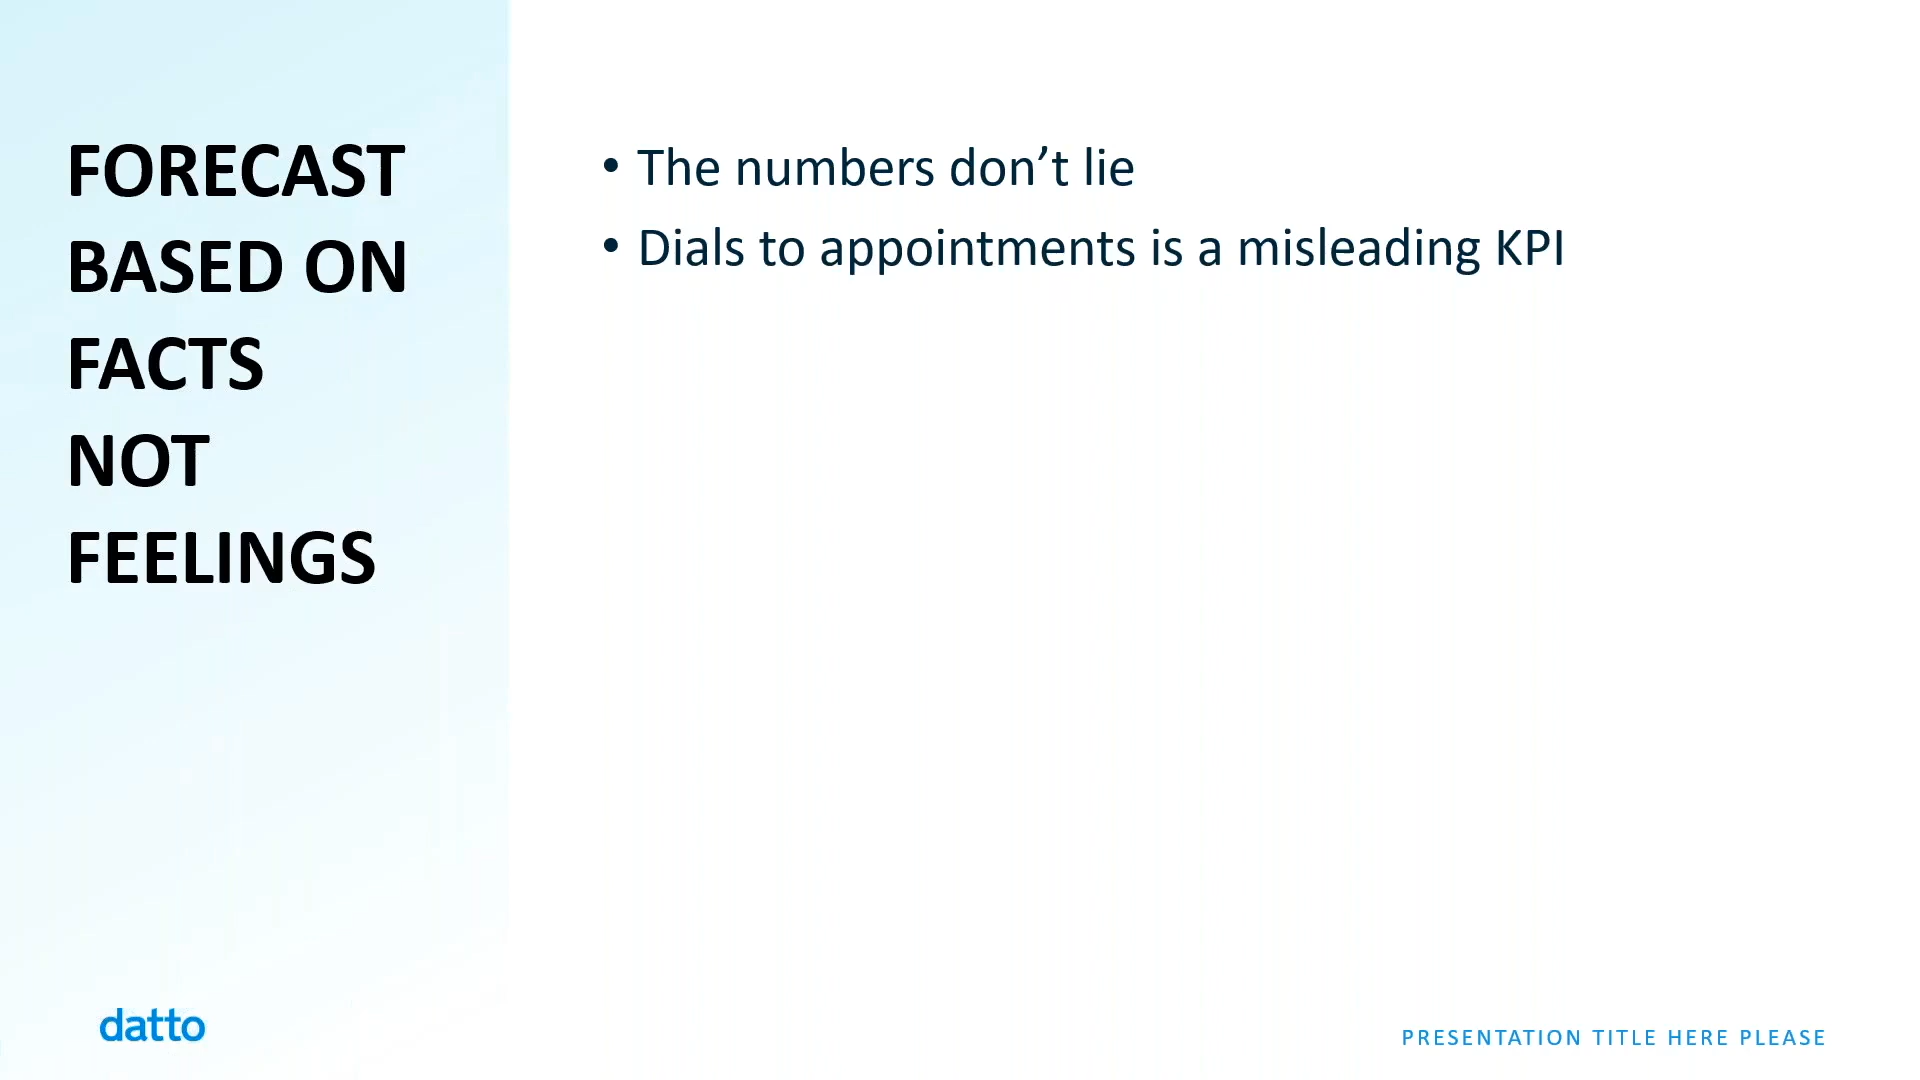 FORECAST
BASED ON
FACTS
NOT
FEELINGS
• The numbers don’t lie
• Dials to appointments is a misleading KPI
datto
PRESENTATION TITLE HERE PLEASE